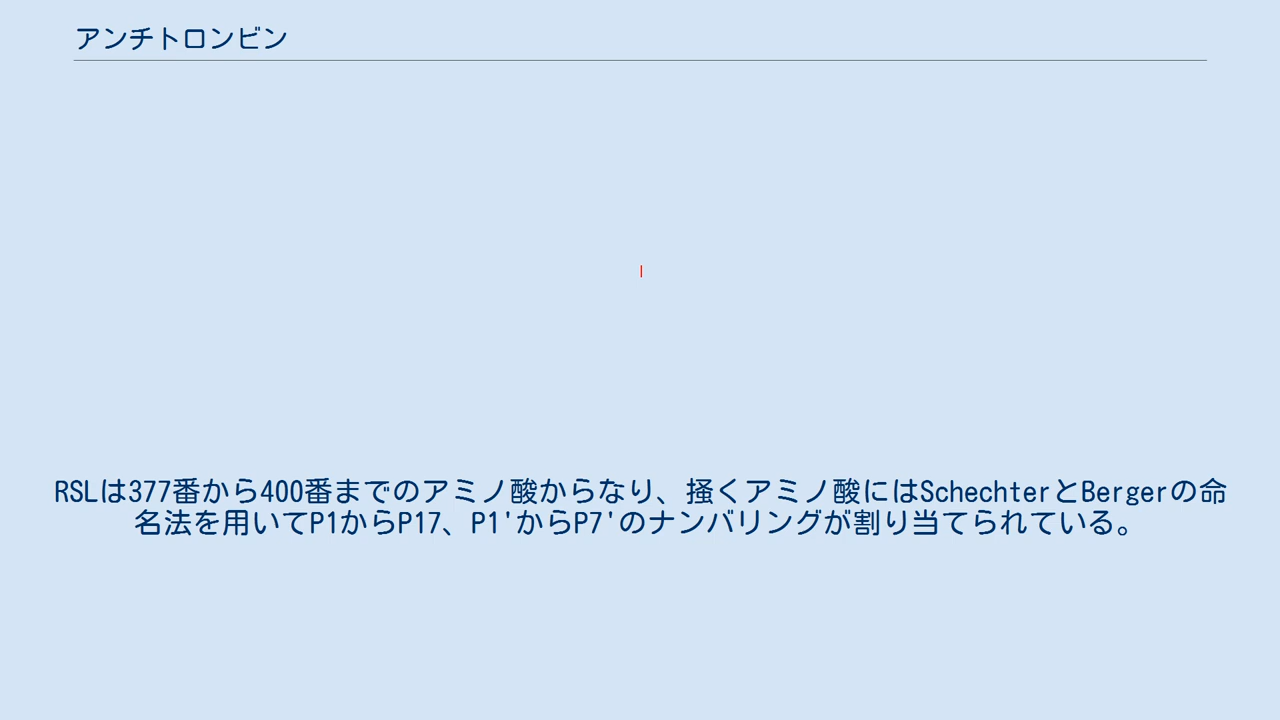 アンチトロンビン
RSLは377番から400番までのアミノ酸からなり、掻くアミノ酸にはSchechterとBergerの命
名法を用いてP1からP17、P1'からP7'のナンバリングが割り当てられている。